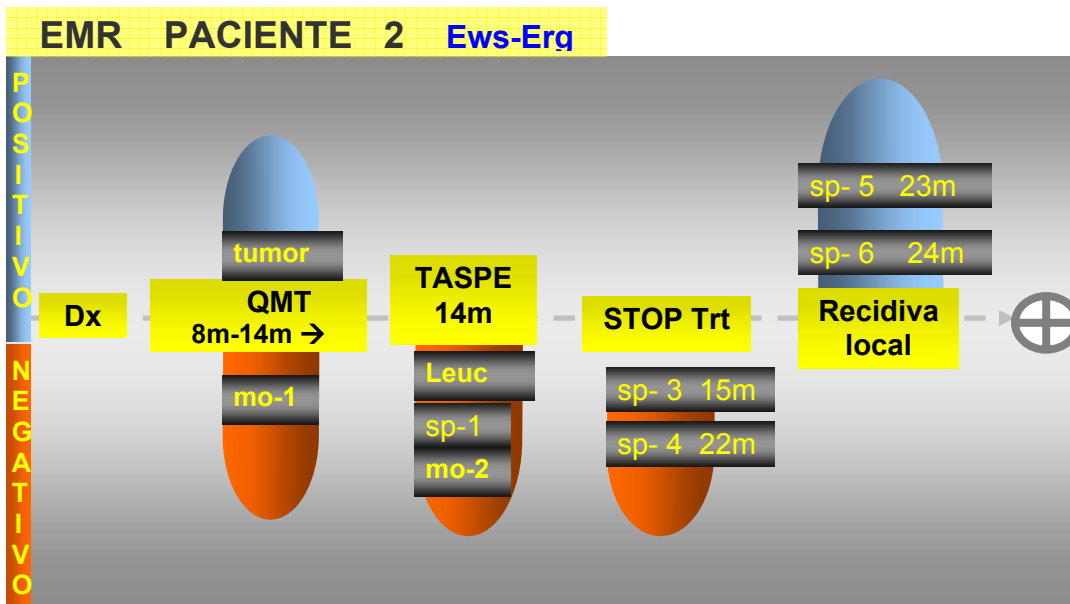 EMR PACIENTE 2 Ews-Erg
POSITIVO
NEGATIVO
Dx
tumor
QMT
8m-14m →
mo-1
TASPE
14m
Leuc
sp-1
mo-2
STOP Trt
sp- 3 15m
sp- 4 22m
sp- 5 23m
sp- 6 24m
Recidiva
local